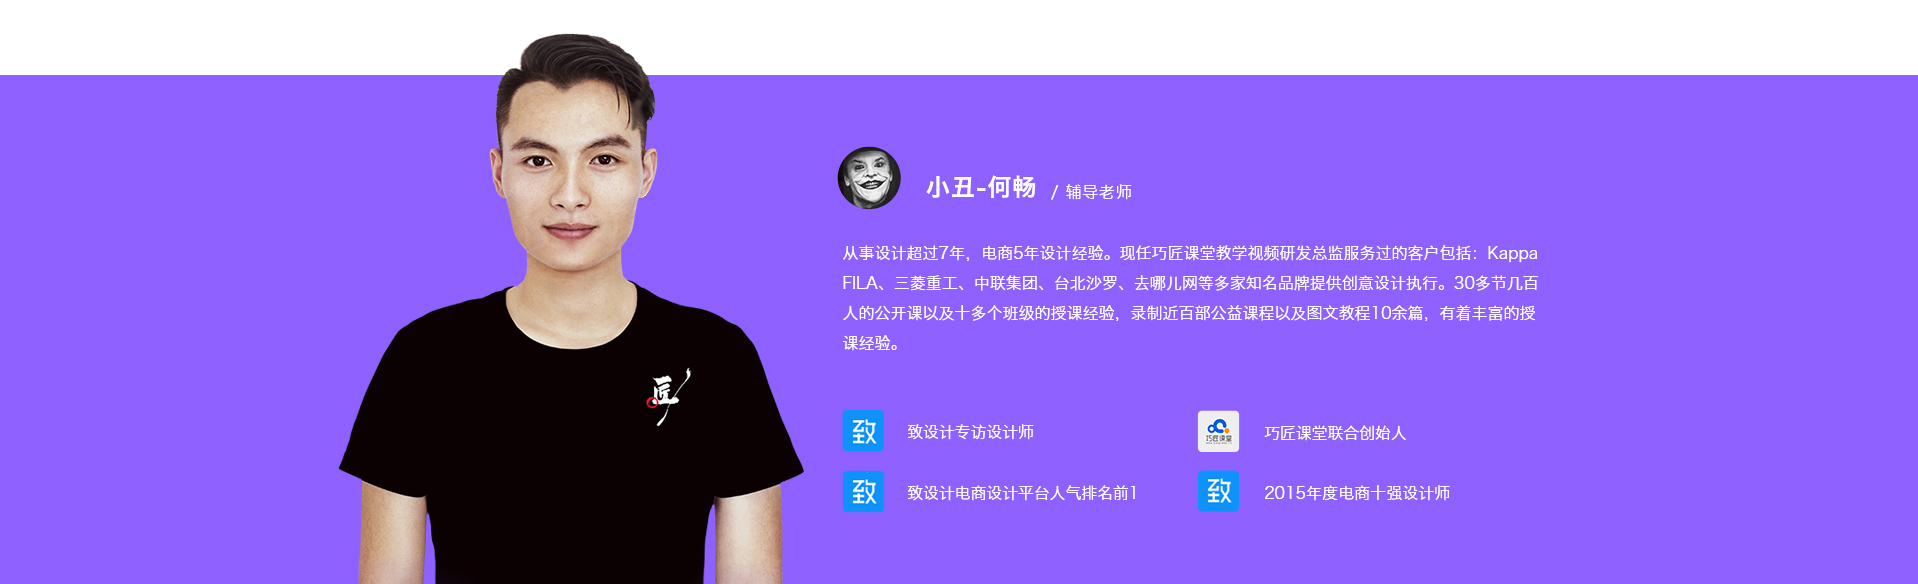 小丑-何畅 / 辅导老师
从事设计超过7年，电商5年设计经验。现任巧匠课堂教学视频研发总监服务过的客户包括：Kappa
FILA、三菱重工、中联集团、台北沙罗、去哪儿网等多家知名品牌提供创意设计执行。30多节几百
人的公开课以及十多个班级的授课经验，录制近百部公益课程以及图文教程10余篇，有着丰富的授
课经验。
匠
致 致设计专访设计师
巧匠课堂 巧匠课堂联合创始人
致 致设计电商设计平台人气排名前1
致 2015年度电商十强设计师